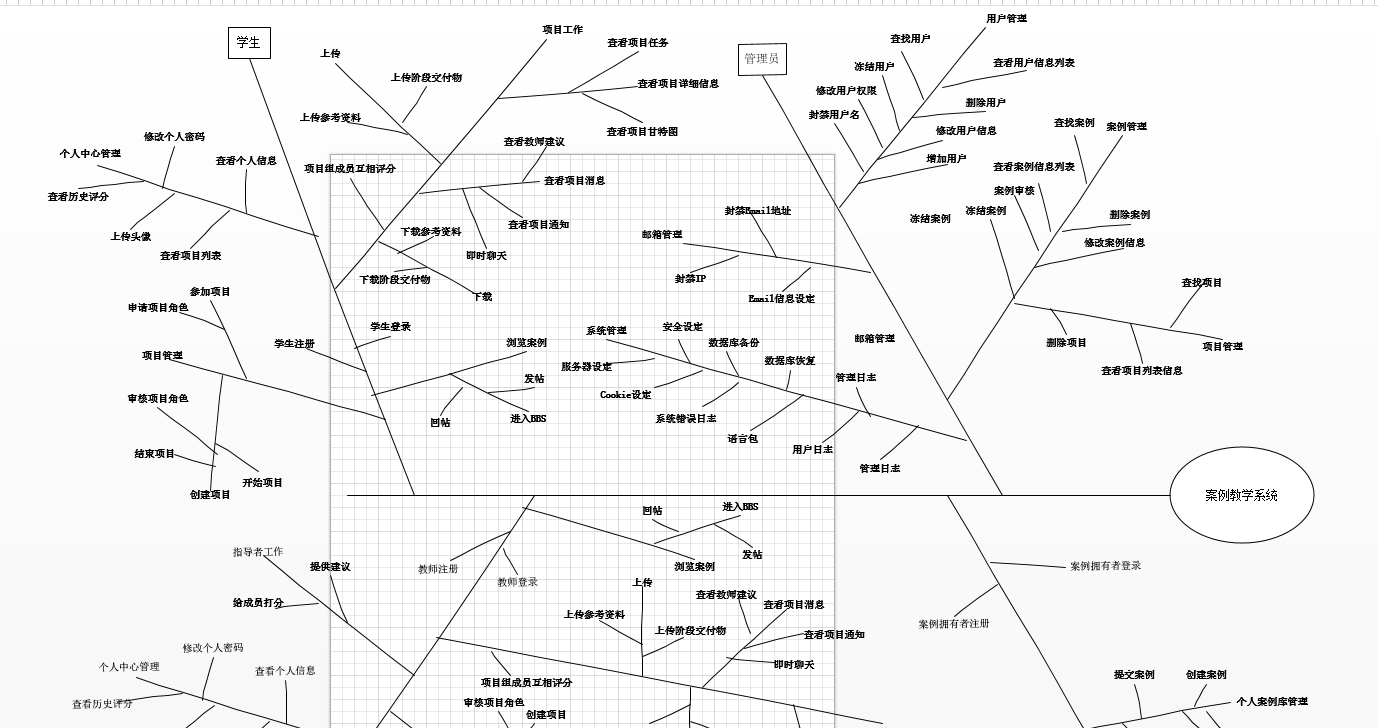 用户管理
项目工作
查找用户
学生
查看项目任务
上传
管理员
冻结用户
查看用户信息列表
上传阶段交付物
查看项目详细信息
修改用户权限
删除用户
封禁用户名
上传参考资料
查看项目甘特图
修改用户信息
查找案例
案例管理
修改个人密码
查看教师建议
个人中心管理
查看个人信息
增加用户
项目组成员互相评分
查看案例信息列表
查看项目消息
案例审核
查看历史评分
封禁Email地址
冻结案例
冻结案例
删除案例
查看项目通知
下载参考资料
邮箱管理
上传头像
修改案例信息
查看项目列表
即时聊天
下载阶段交付物
封禁IP
查找项目
参加项目
下载
Email信息设定
申请项目角色
学生登录
系统管理
安全设定
邮箱管理
学生注册
浏览案例
数据库备份
删除项目
项目管理
项目管理
服务器设定
数据库恢复
查看项目列表信息
发帖
管理日志
Cookie设定
审核项目角色
回帖
进入BBS
系统错误日志
语言包
用户日志
结束项目
管理日志
开始项目
创建项目
案例教学系统
回帖
进入BBS
指导者工作
发帖
提供建议
教师注册
浏览案例
案例拥有者登录
教师登录
上传
给成员打分
查看教师建议
查看项目消息
上传参考资料
案例拥有者注册
上传阶段交付物
查看项目通知
修改个人密码
个人中心管理
查看个人信息
即时聊天
提交案例
创建案例
项目组成员互相评分
查看历史评分
审核项目角色
个人案例库管理
创建项目